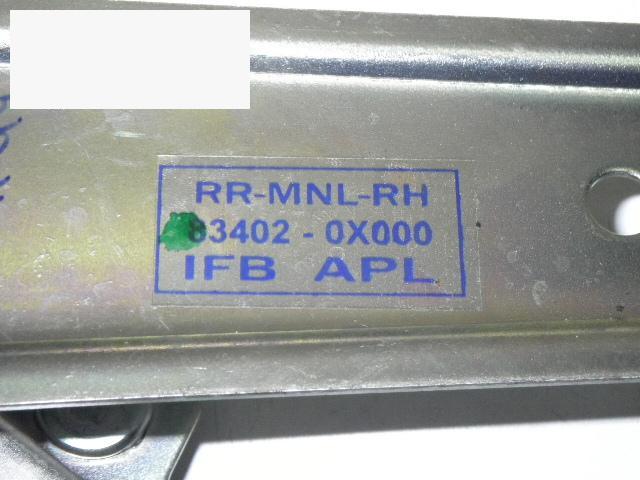 RR-MNL-RH
83402 - 0X000
IFB APL